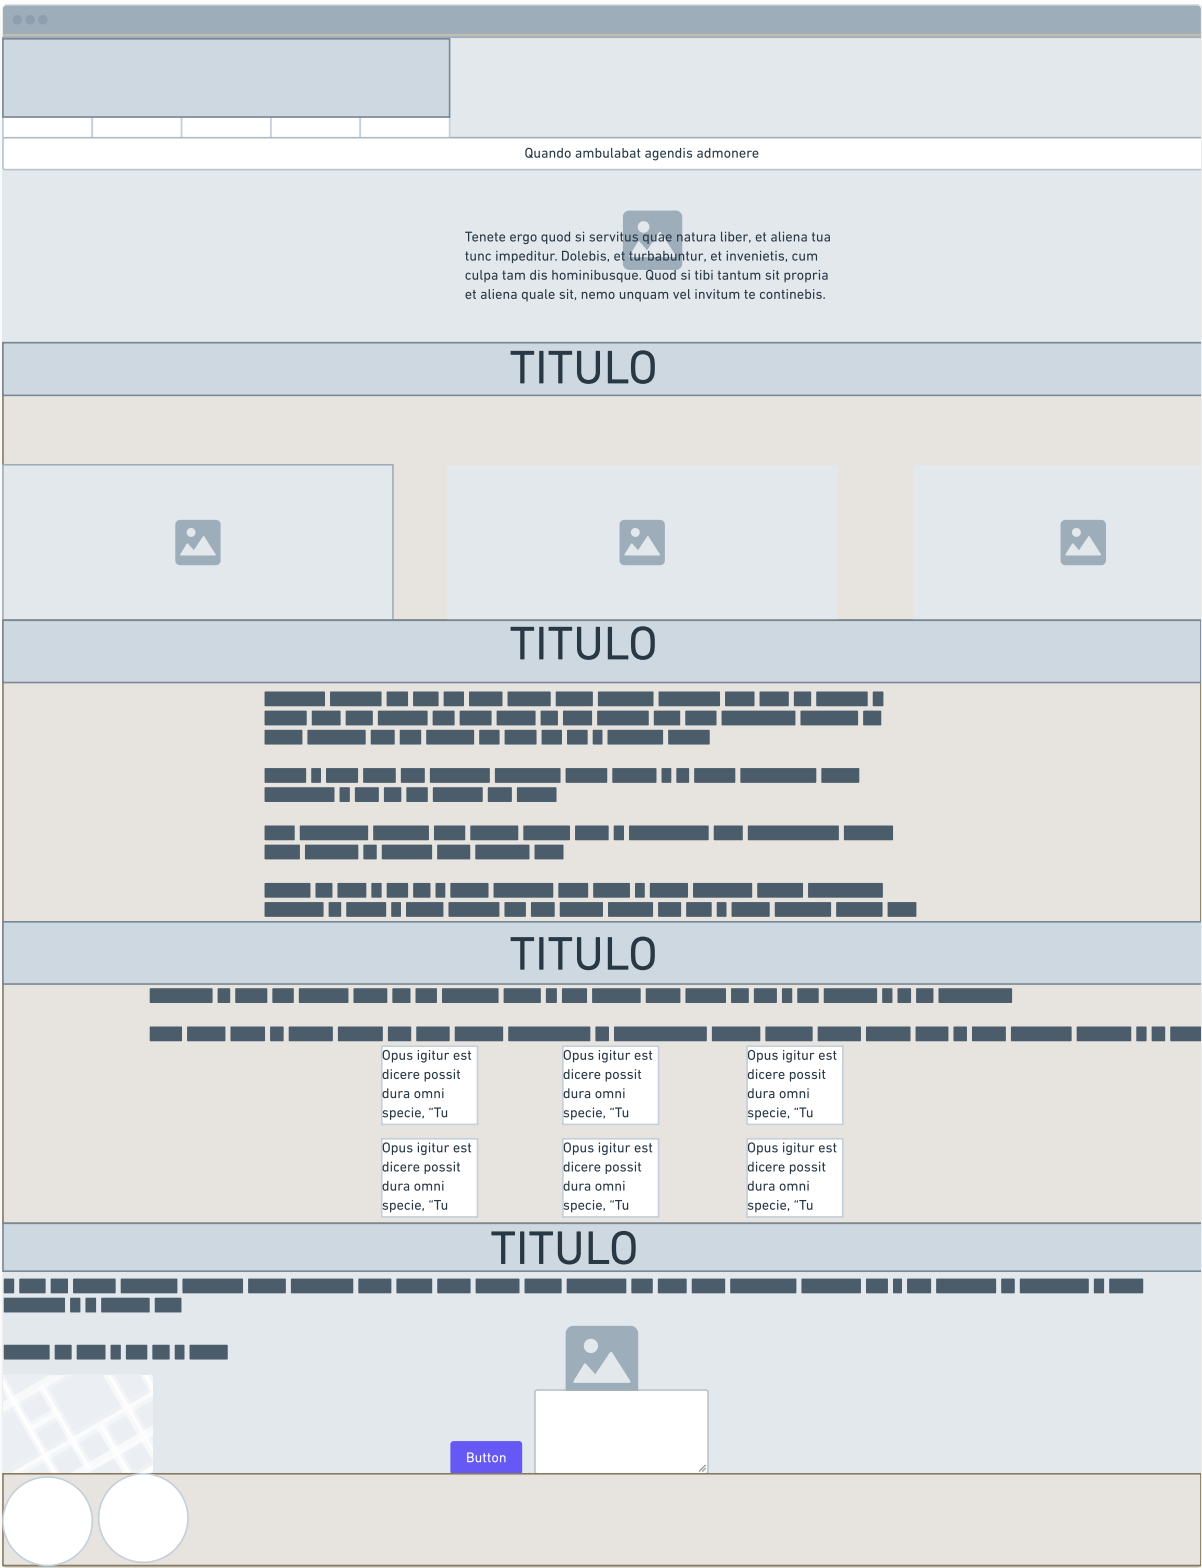 Quando ambulabat agendis admonere
Tenete ergo quod si servitus quae natura liber, et aliena tua
tunc impeditur. Dolebis, et turbabuntur, et invenietis, cum
culpa tam dis hominibusque. Quod si tibi tantum sit propria
et aliena quale sit, nemo unquam vel invitum te continebis.
TITULO
TITULO
TITULO
Opus igitur est
dicere possit
dura omni
specie, “Tu
Opus igitur est
dicere possit
dura omni
specie, “Tu
Opus igitur est
dicere possit
dura omni
specie, “Tu
Opus igitur est
dicere possit
dura omni
specie, “Tu
Opus igitur est
dicere possit
dura omni
specie, “Tu
Opus igitur est
dicere possit
dura omni
specie, “Tu
TITULO
Button